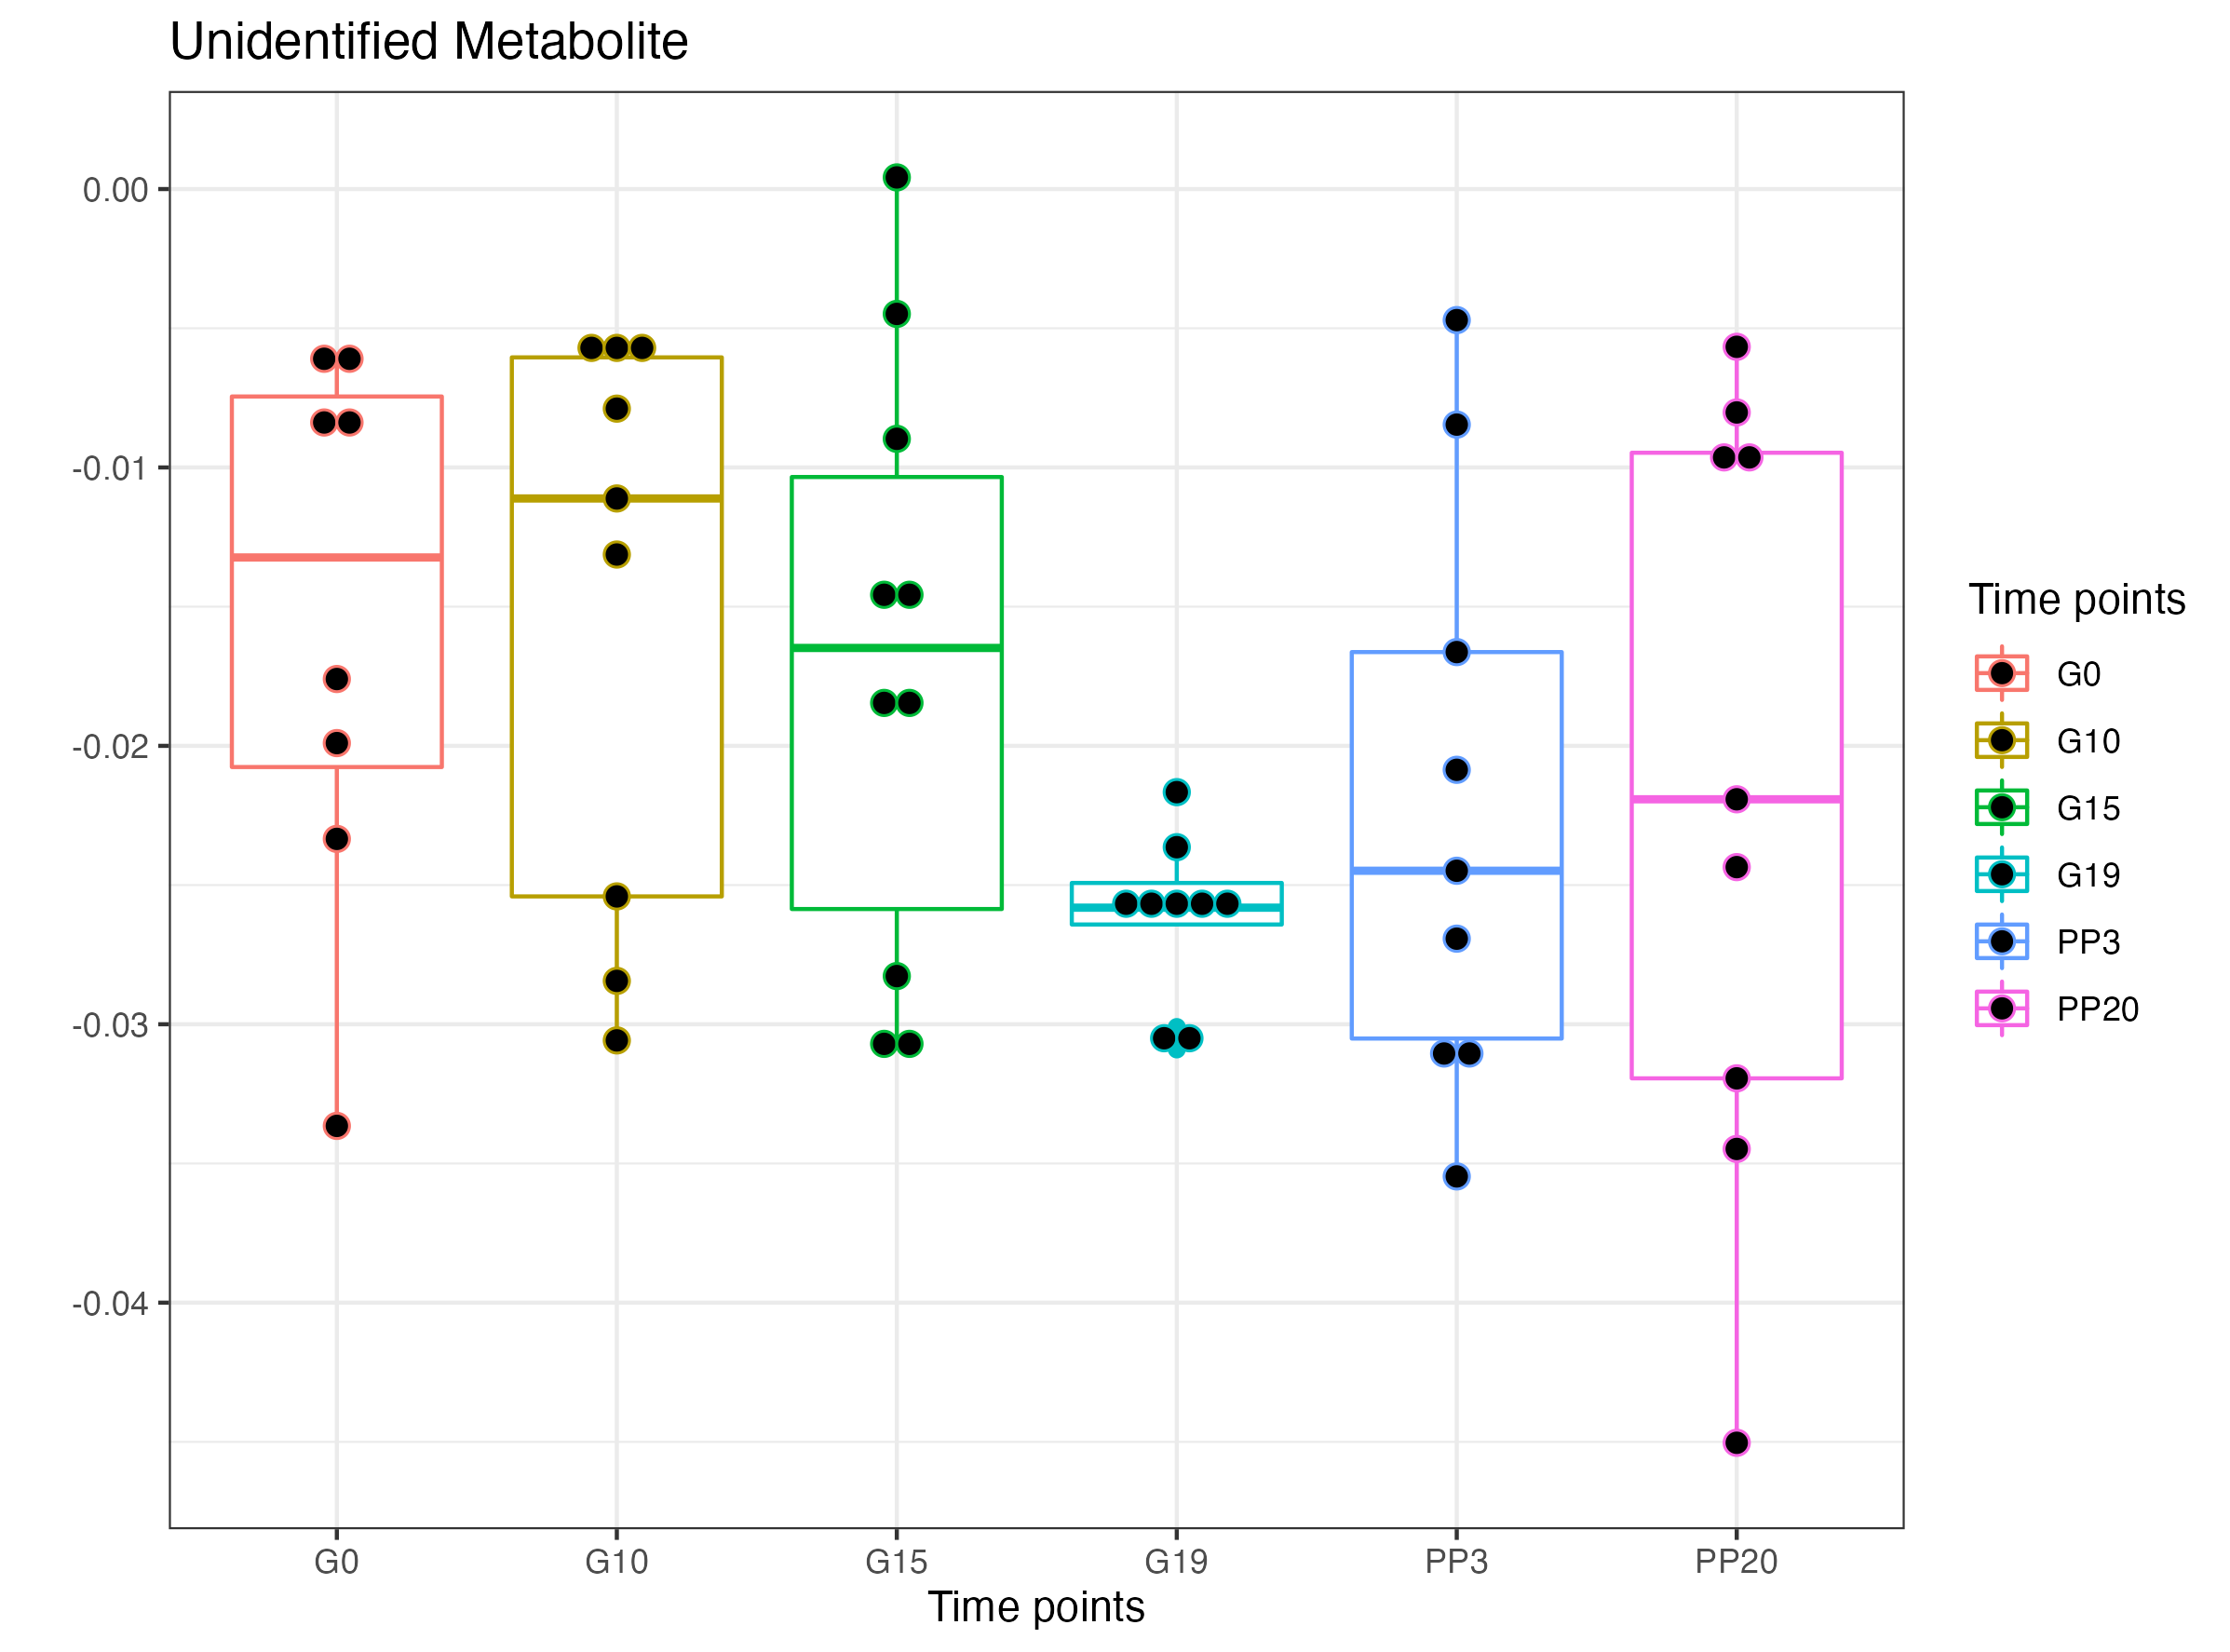 Unidentified Metabolite
0.00
-0.01
-0.02
-0.03
-0.04
G0 G10 G15 G19 PP3 PP20
Time points
Time points
G0
G10
G15
G19
PP3
PP20